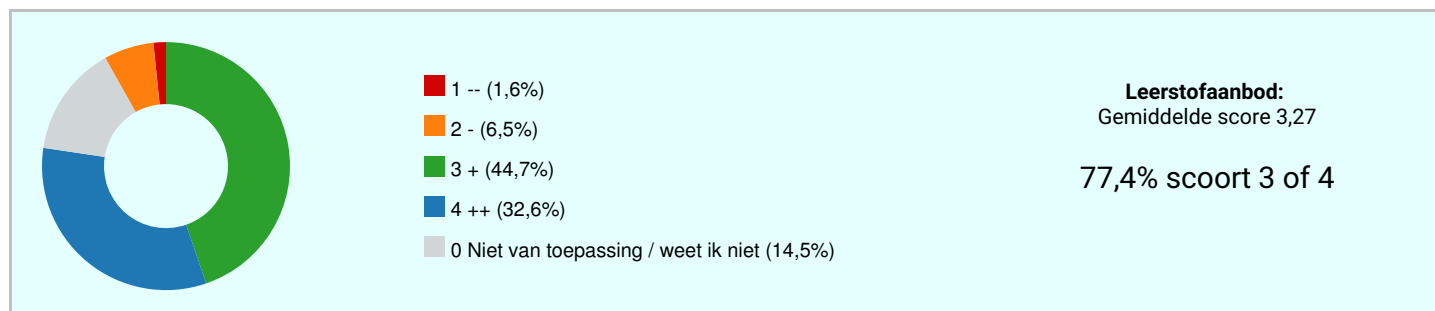 1 -- (1,6%)
2 - (6,5%)
3 + (44,7%)
4 ++ (32,6%)
0 Niet van toepassing / weet ik niet (14,5%)
Leerstofaanbod:
Gemiddelde score 3,27
77,4% scoort 3 of 4